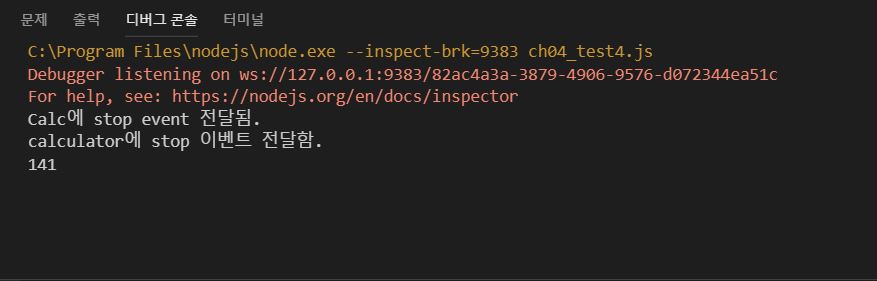 문제 출력 디버그 콘솔 터미널
C:\Program Files\nodejs\node.exe --inspect-brk=9383 ch04_test4.js
Debugger listening on ws://127.0.0.1:9383/82ac4a3a-3879-4906-9576-d072344ea51c
For help, see: https://nodejs.org/en/docs/inspector
Calc에 stop event 전달됨.
calculator에 stop 이벤트 전달함.
141